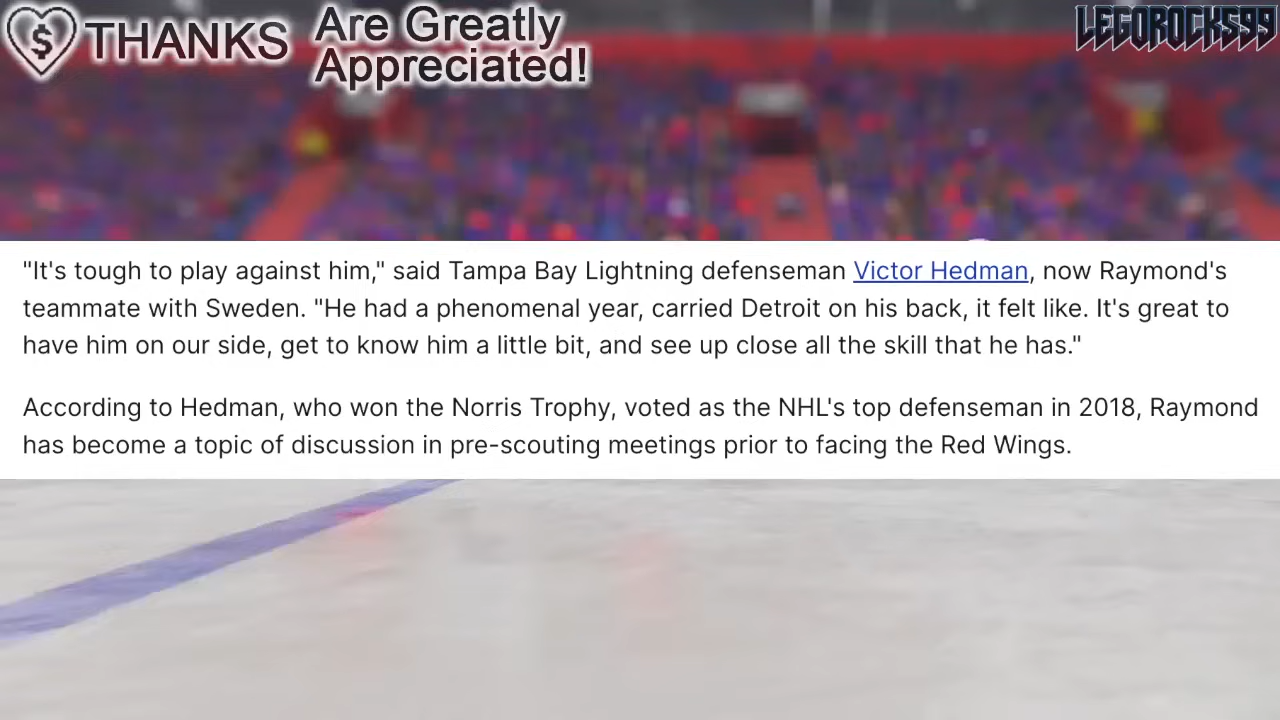 $ THANKS
Are Greatly
Appreciated!
LEGOROCKS99
"It's tough to play against him," said Tampa Bay Lightning defenseman Victor Hedman, now Raymond's
teammate with Sweden. "He had a phenomenal year, carried Detroit on his back, it felt like. It's great to
have him on our side, get to know him a little bit, and see up close all the skill that he has."
According to Hedman, who won the Norris Trophy, voted as the NHL's top defenseman in 2018, Raymond
has become a topic of discussion in pre-scouting meetings prior to facing the Red Wings.